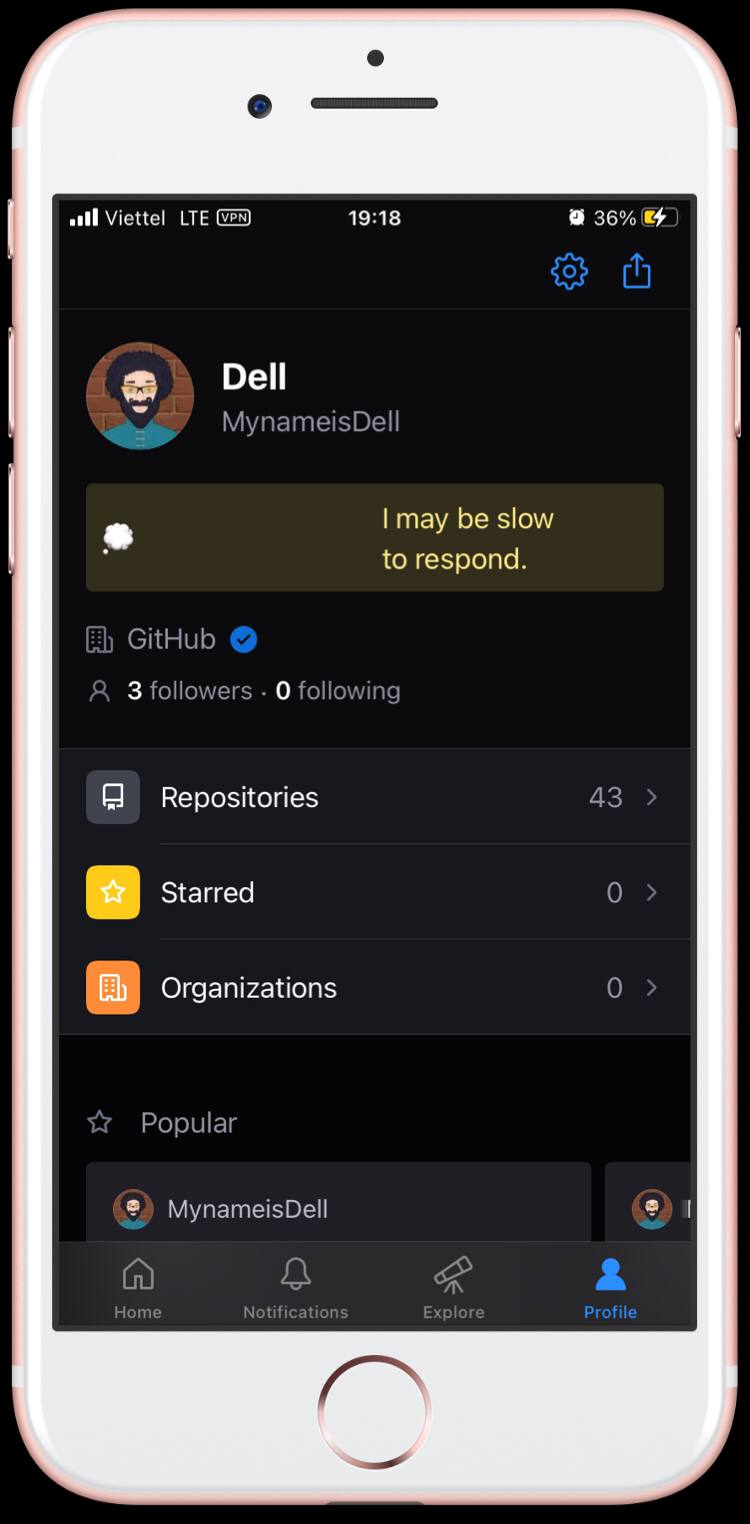 Viettel LTE VPN 19:18 36%
Dell
MynameisDell
I may be slow
to respond.
GitHub
3 followers · 0 following
Repositories 43
Starred 0
Organizations 0
Popular
MynameisDell
Home Notifications Explore Profile